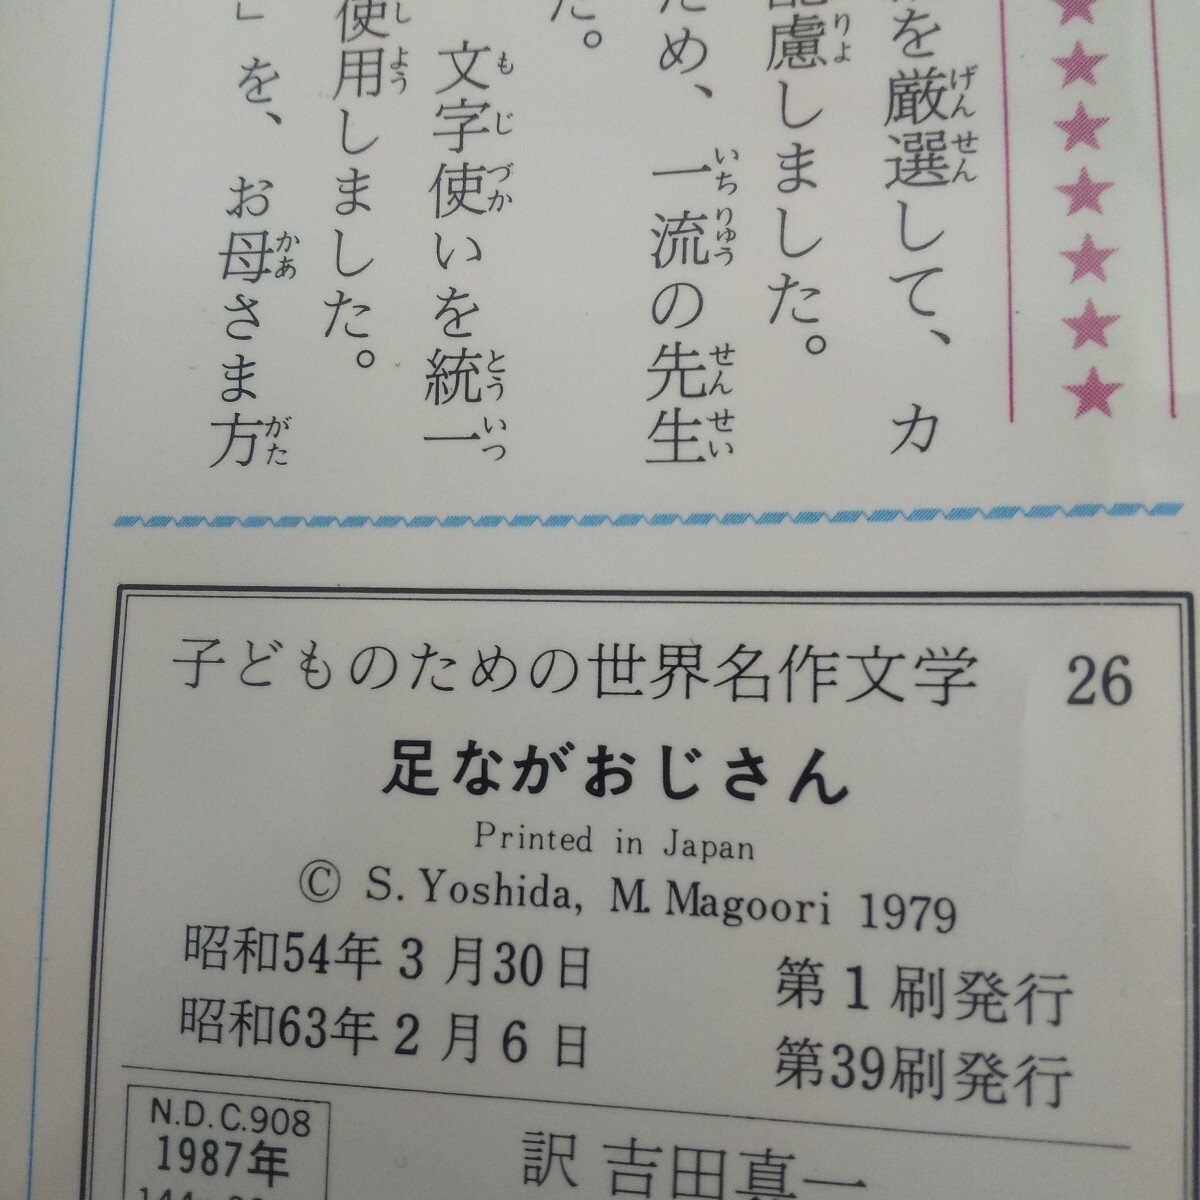 を厳選して、カ
慮しました。
ため、一流の先生
た。
文字使いを統一
使用しました。
」を、お母さま方
子どものための世界名作文学 26
足ながおじさん
Printed in Japan
© S. Yoshida, M. Magoori 1979
昭和54年3月30日 第1刷発行
昭和63年2月6日 第39刷発行
N.D.C.908
1987年
訳 吉田真一